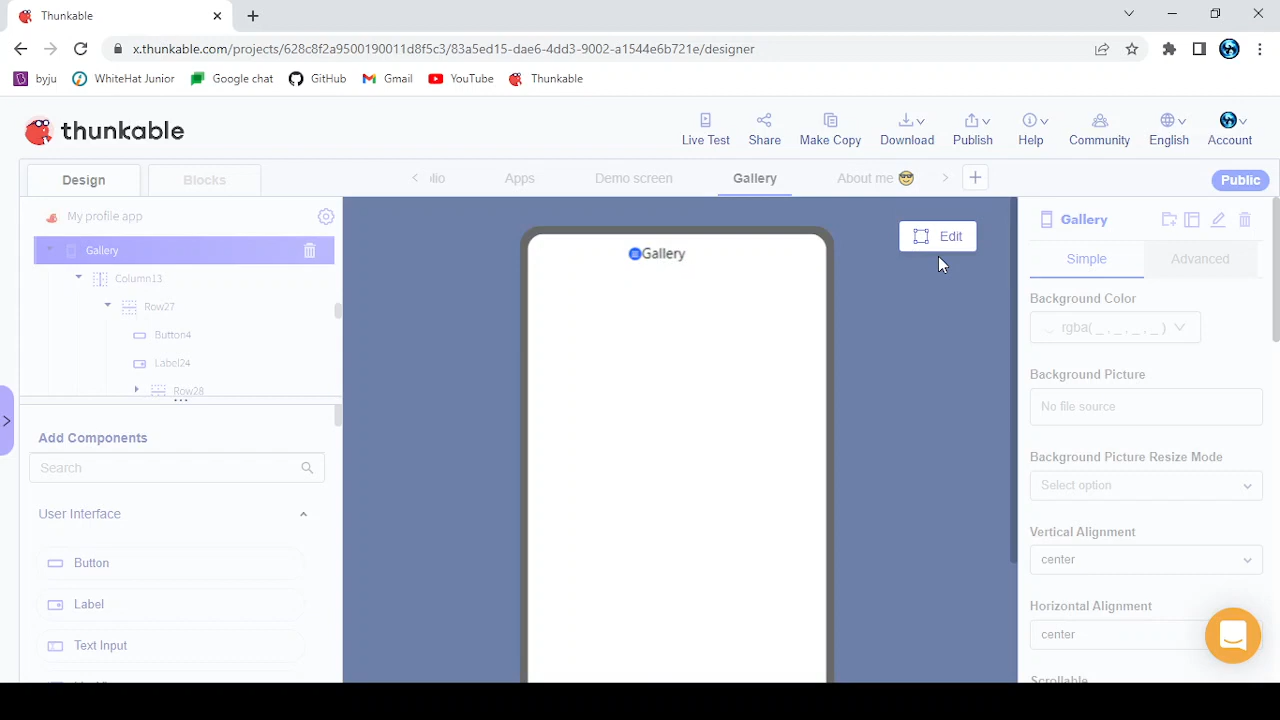 Thunkable
x.thunkable.com/projects/628c8f2a9500190011d8f5c3/83a5ed15-dae6-4dd3-9002-a1544e6b721e/designer
byju WhiteHat Junior Google chat GitHub Gmail YouTube Thunkable
thunkable
Live Test Share Make Copy Download Publish Help Community English Account
Design Blocks
olio Apps Demo screen Gallery About me 😎
Public
My profile app
Gallery
Column13
Row27
Button4
Label24
Row28
Add Components
Search
User Interface
Button
Label
Text Input
Gallery
Edit
Gallery
Simple Advanced
Background Color
rgba( _ , _ , _ , _ )
Background Picture
No file source
Background Picture Resize Mode
Select option
Vertical Alignment
center
Horizontal Alignment
center
Scrollable